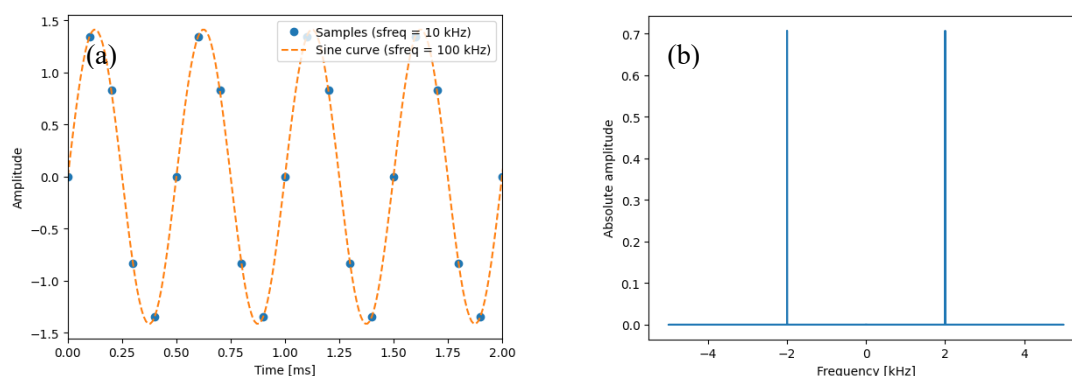 (a)
Samples (sfreq = 10 kHz)
Sine curve (sfreq = 100 kHz)
1.5
1.0
0.5
0.0
−0.5
−1.0
−1.5
Amplitude
0.00 0.25 0.50 0.75 1.00 1.25 1.50 1.75 2.00
Time [ms]
(b)
0.7
0.6
0.5
0.4
0.3
0.2
0.1
0.0
Absolute amplitude
−4 −2 0 2 4
Frequency [kHz]